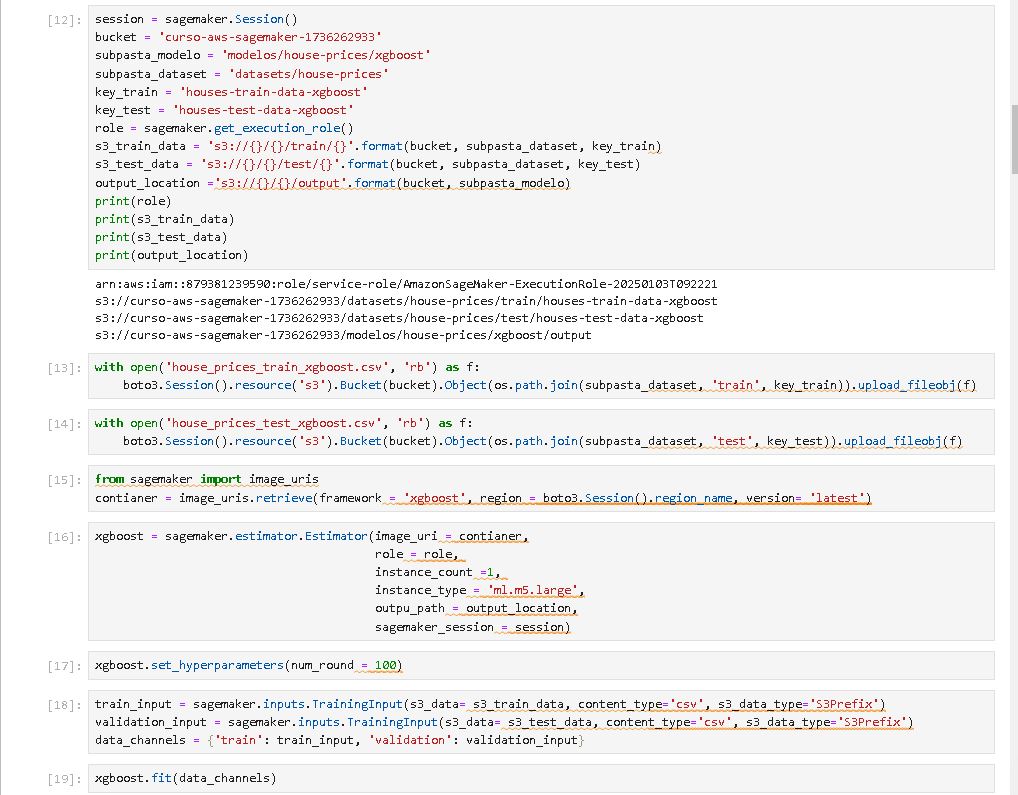 [12]: session = sagemaker.Session()
bucket = 'curso-aws-sagemaker-1736262933'
subpasta_modelo = 'modelos/house-prices/xgboost'
subpasta_dataset = 'datasets/house-prices'
key_train = 'houses-train-data-xgboost'
key_test = 'houses-test-data-xgboost'
role = sagemaker.get_execution_role()
s3_train_data = 's3://{}/{}/train/{}'.format(bucket, subpasta_dataset, key_train)
s3_test_data = 's3://{}/{}/test/{}'.format(bucket, subpasta_dataset, key_test)
output_location ='s3://{}/{}/output'.format(bucket, subpasta_modelo)
print(role)
print(s3_train_data)
print(s3_test_data)
print(output_location)
arn:aws:iam::879381239590:role/service-role/AmazonSageMaker-ExecutionRole-20250103T092221
s3://curso-aws-sagemaker-1736262933/datasets/house-prices/train/houses-train-data-xgboost
s3://curso-aws-sagemaker-1736262933/datasets/house-prices/test/houses-test-data-xgboost
s3://curso-aws-sagemaker-1736262933/modelos/house-prices/xgboost/output
[13]: with open('house_prices_train_xgboost.csv', 'rb') as f:
boto3.Session().resource('s3').Bucket(bucket).Object(os.path.join(subpasta_dataset, 'train', key_train)).upload_fileobj(f)
[14]: with open('house_prices_test_xgboost.csv', 'rb') as f:
boto3.Session().resource('s3').Bucket(bucket).Object(os.path.join(subpasta_dataset, 'test', key_test)).upload_fileobj(f)
[15]: from sagemaker import image_uris
contianer = image_uris.retrieve(framework = 'xgboost', region = boto3.Session().region_name, version= 'latest')
[16]: xgboost = sagemaker.estimator.Estimator(image_uri = contianer,
role = role,
instance_count =1,
instance_type = 'ml.m5.large',
outpu_path = output_location,
sagemaker_session = session)
[17]: xgboost.set_hyperparameters(num_round = 100)
[18]: train_input = sagemaker.inputs.TrainingInput(s3_data= s3_train_data, content_type='csv', s3_data_type='S3Prefix')
validation_input = sagemaker.inputs.TrainingInput(s3_data= s3_test_data, content_type='csv', s3_data_type='S3Prefix')
data_channels = {'train': train_input, 'validation': validation_input}
[19]: xgboost.fit(data_channels)